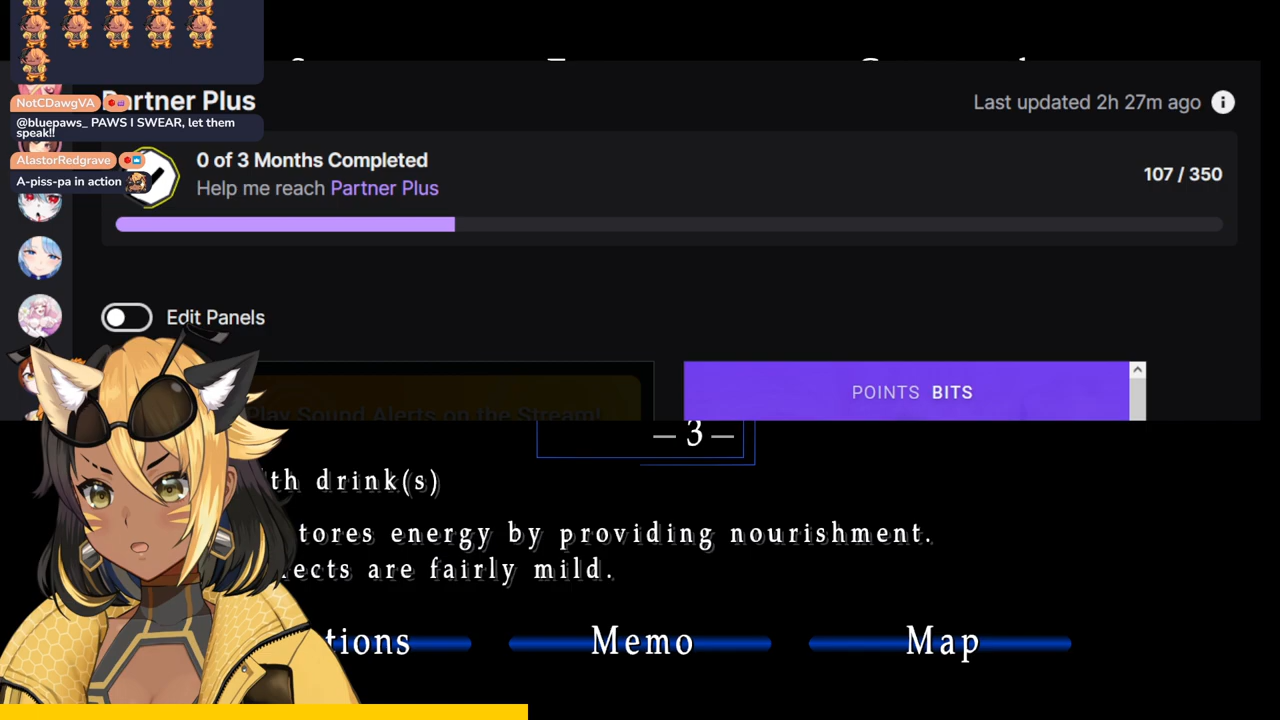 NotCDawgVA
@bluepaws_ PAWS I SWEAR, let them
speak!!
AlastorRedgrave
A-piss-pa in action
artner Plus
Last updated 2h 27m ago
0 of 3 Months Completed
Help me reach Partner Plus
107 / 350
Edit Panels
Play Sound Alerts on the Stream!
POINTS BITS
— 3 —
th drink(s)
tores energy by providing nourishment.
ects are fairly mild.
tions
Memo
Map